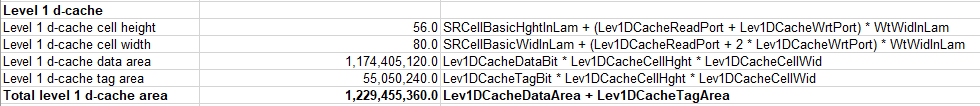 Level 1 d-cache
Level 1 d-cache cell height 56.0 SRCellBasicHghtInLam + (Lev1DCacheReadPort + Lev1DCacheWrtPort) * WtWidInLam
Level 1 d-cache cell width 80.0 SRCellBasicWidInLam + (Lev1DCacheReadPort + 2 * Lev1DCacheWrtPort) * WtWidInLam
Level 1 d-cache data area 1,174,405,120.0 Lev1DCacheDataBit * Lev1DCacheCellHght * Lev1DCacheCellWid
Level 1 d-cache tag area 55,050,240.0 Lev1DCacheTagBit * Lev1DCacheCellHght * Lev1DCacheCellWid
Total level 1 d-cache area 1,229,455,360.0 Lev1DCacheDataArea + Lev1DCacheTagArea